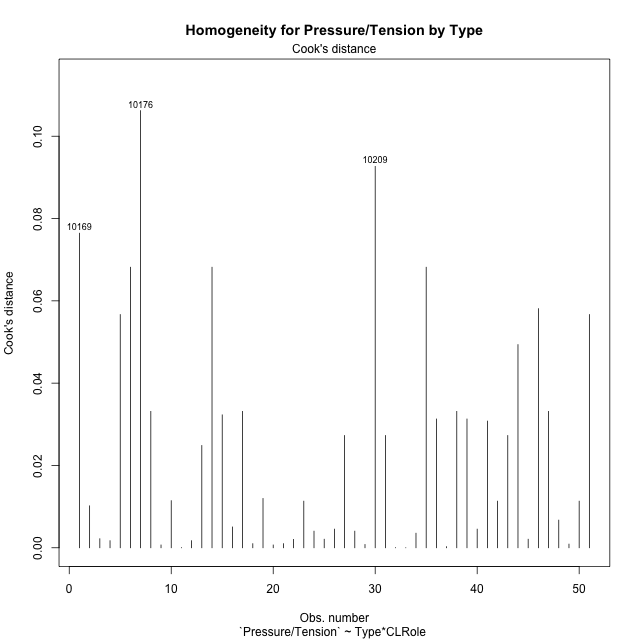 Homogeneity for Pressure/Tension by Type
Cook's distance
10176
10209
10169
0.10
0.08
0.06
0.04
0.02
0.00
Cook's distance
0 10 20 30 40 50
Obs. number
`Pressure/Tension` ~ Type*CLRole